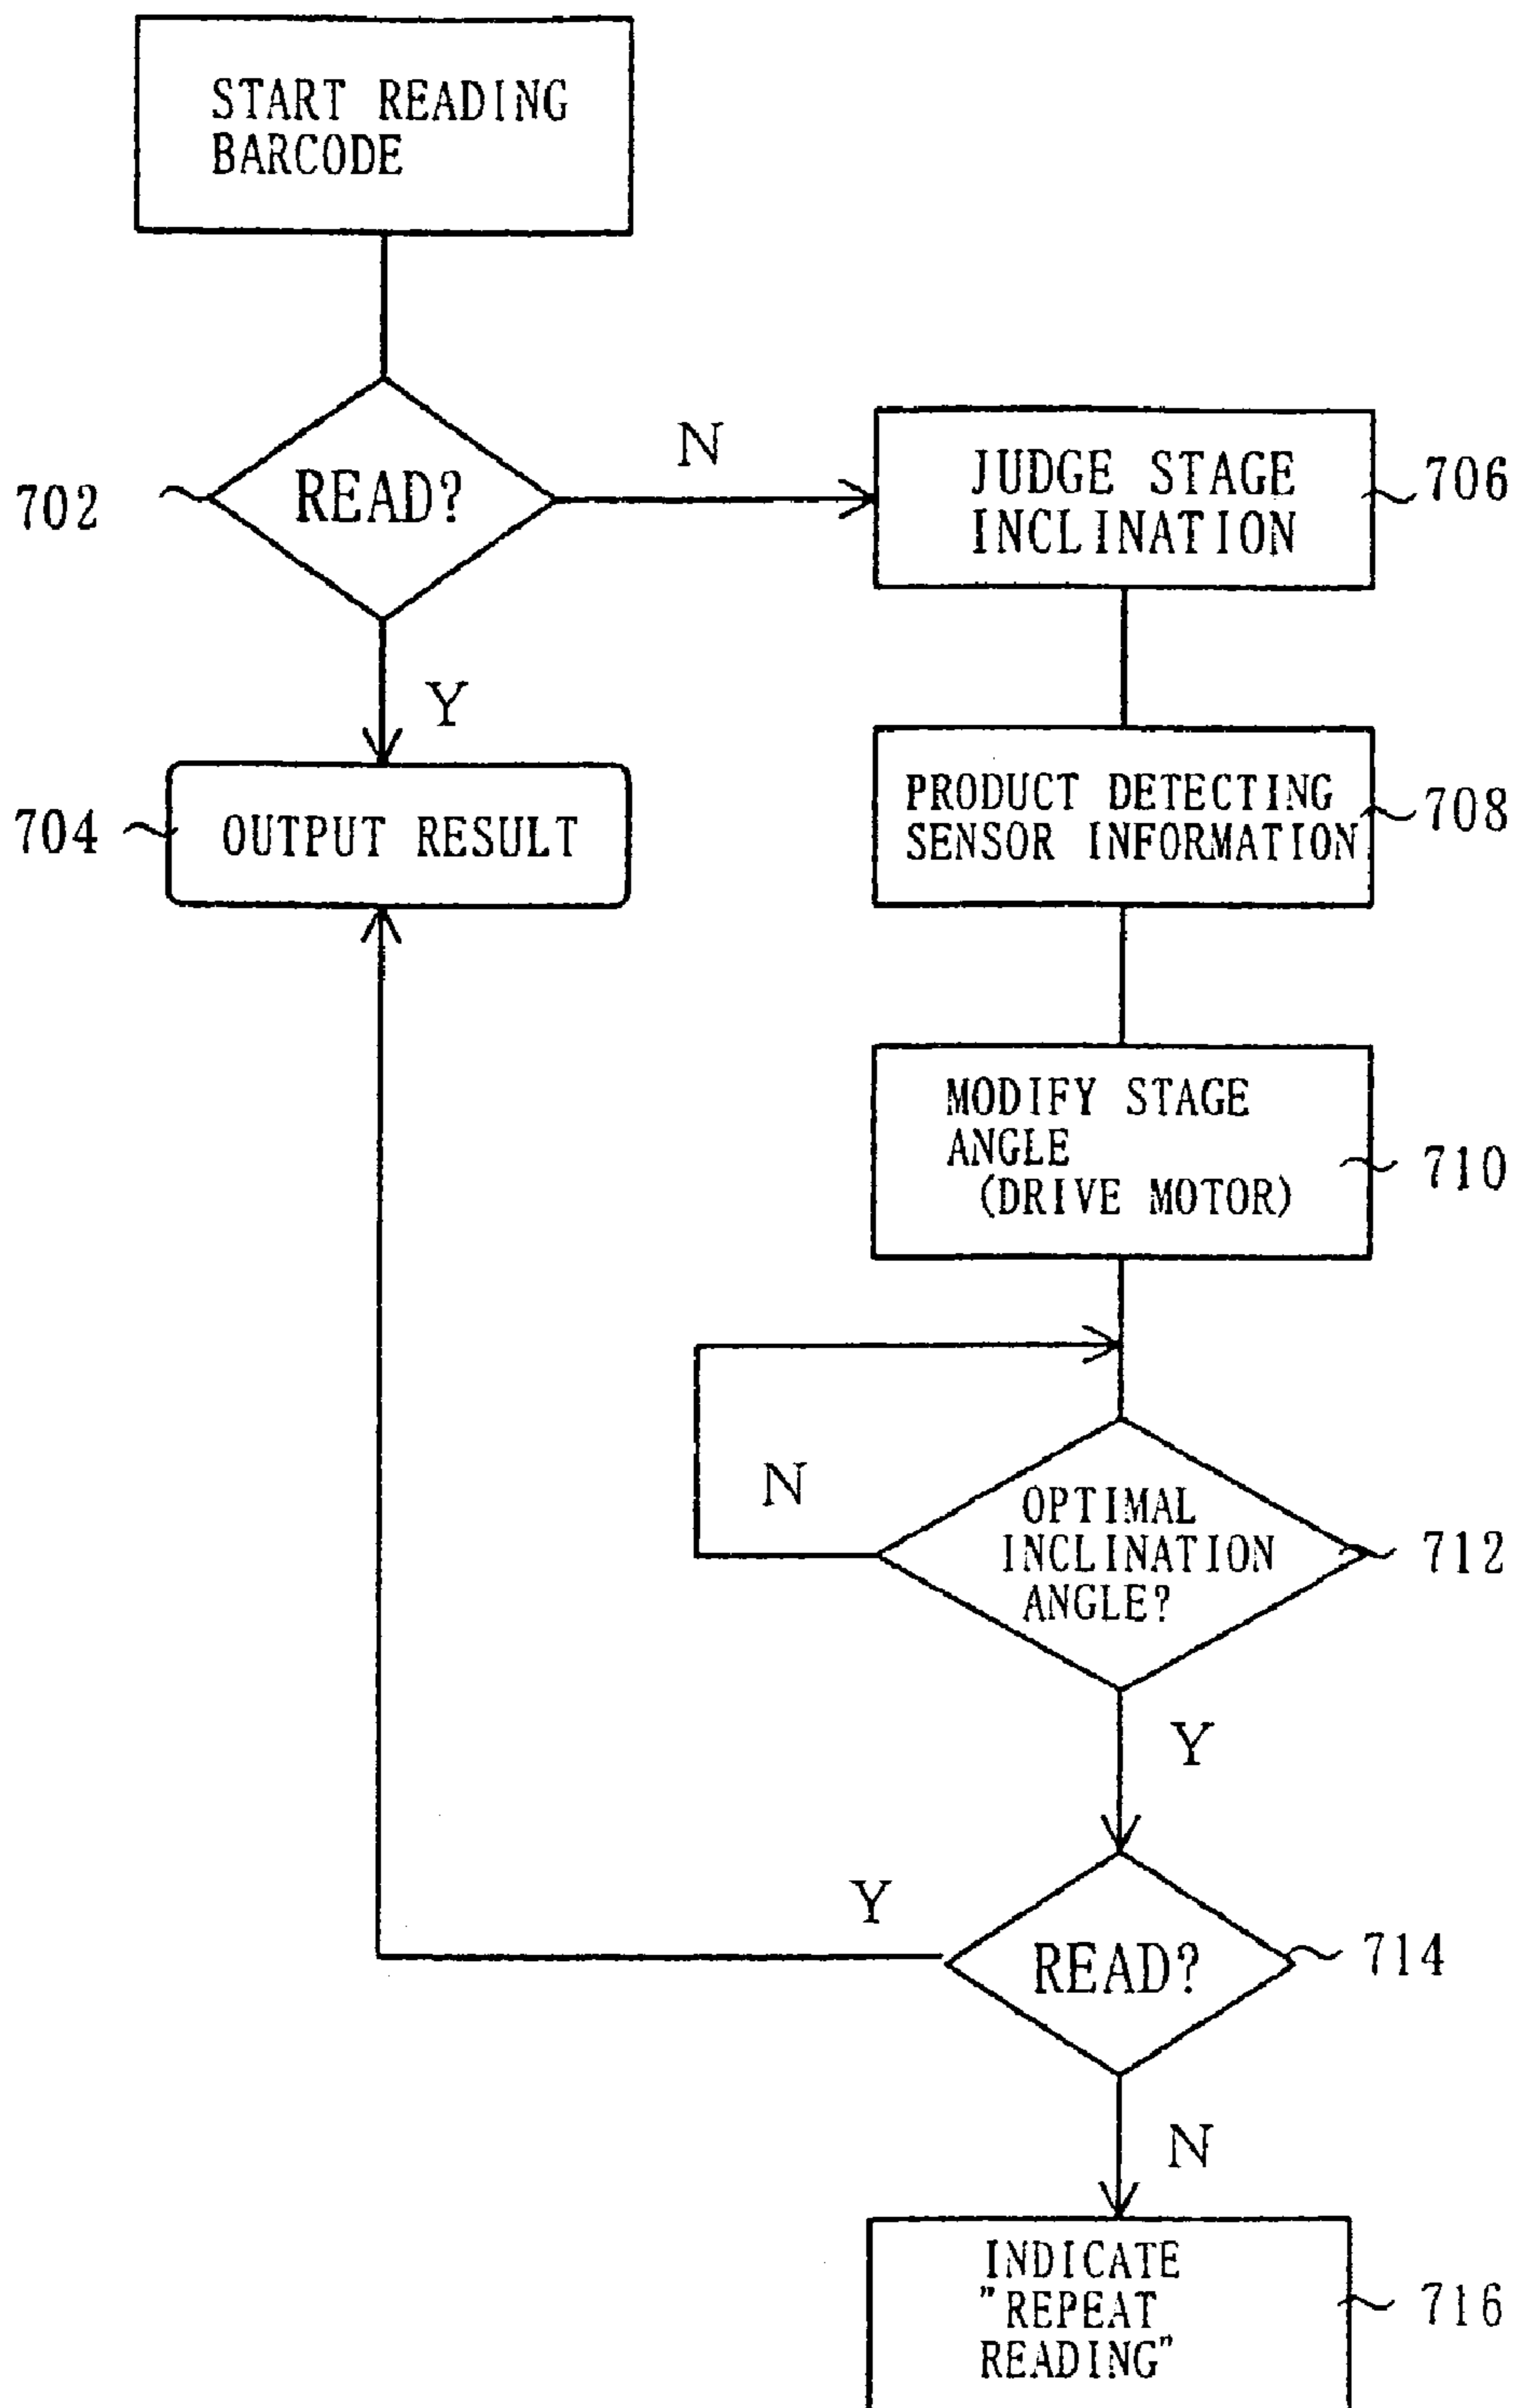 START READING
BARCODE
702
READ?
N
JUDGE STAGE
INCLINATION
706
Y
704
OUTPUT RESULT
PRODUCT DETECTING
SENSOR INFORMATION
708
MODIFY STAGE
ANGLE
(DRIVE MOTOR)
710
N
OPTIMAL
INCLINATION
ANGLE?
712
Y
Y
READ?
714
N
INDICATE
"REPEAT
READING"
716